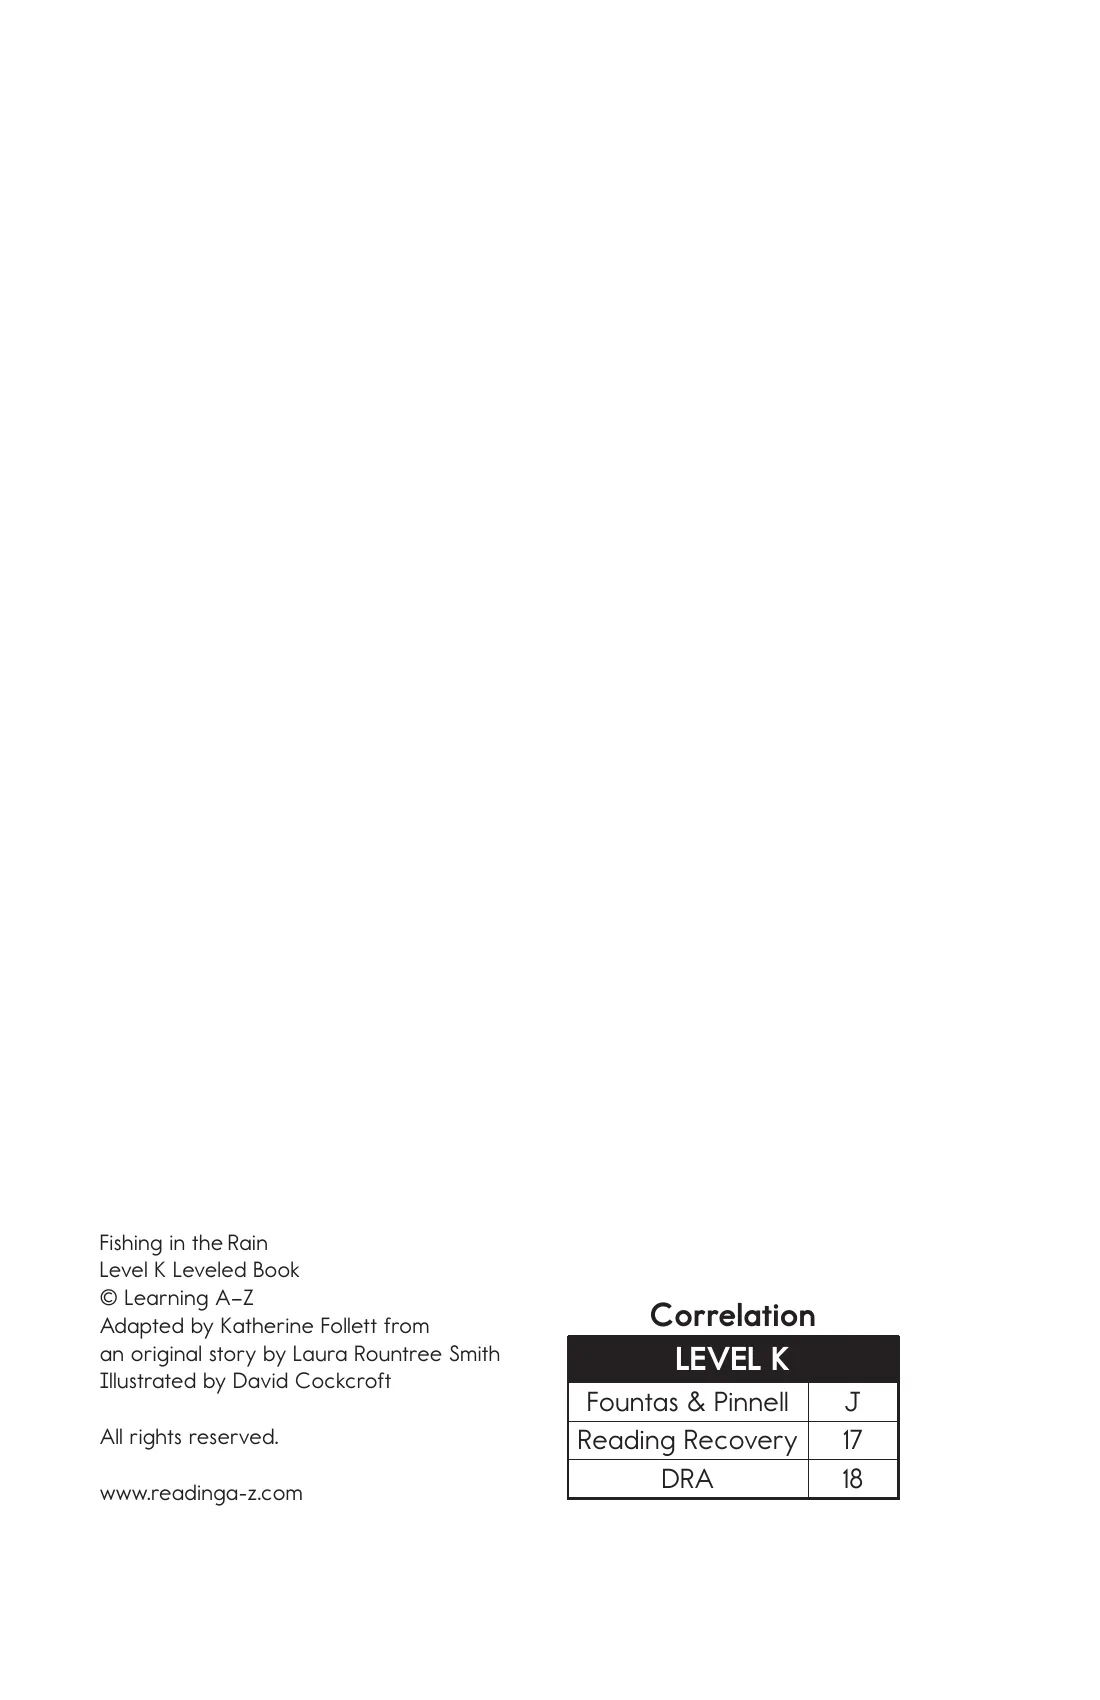 Fishing in the Rain
Level K Leveled Book
© Learning A–Z
Adapted by Katherine Follett from
an original story by Laura Rountree Smith
Illustrated by David Cockcroft
All rights reserved.
www.readinga-z.com
Correlation
LEVEL K
Fountas & Pinnell J
Reading Recovery 17
DRA 18